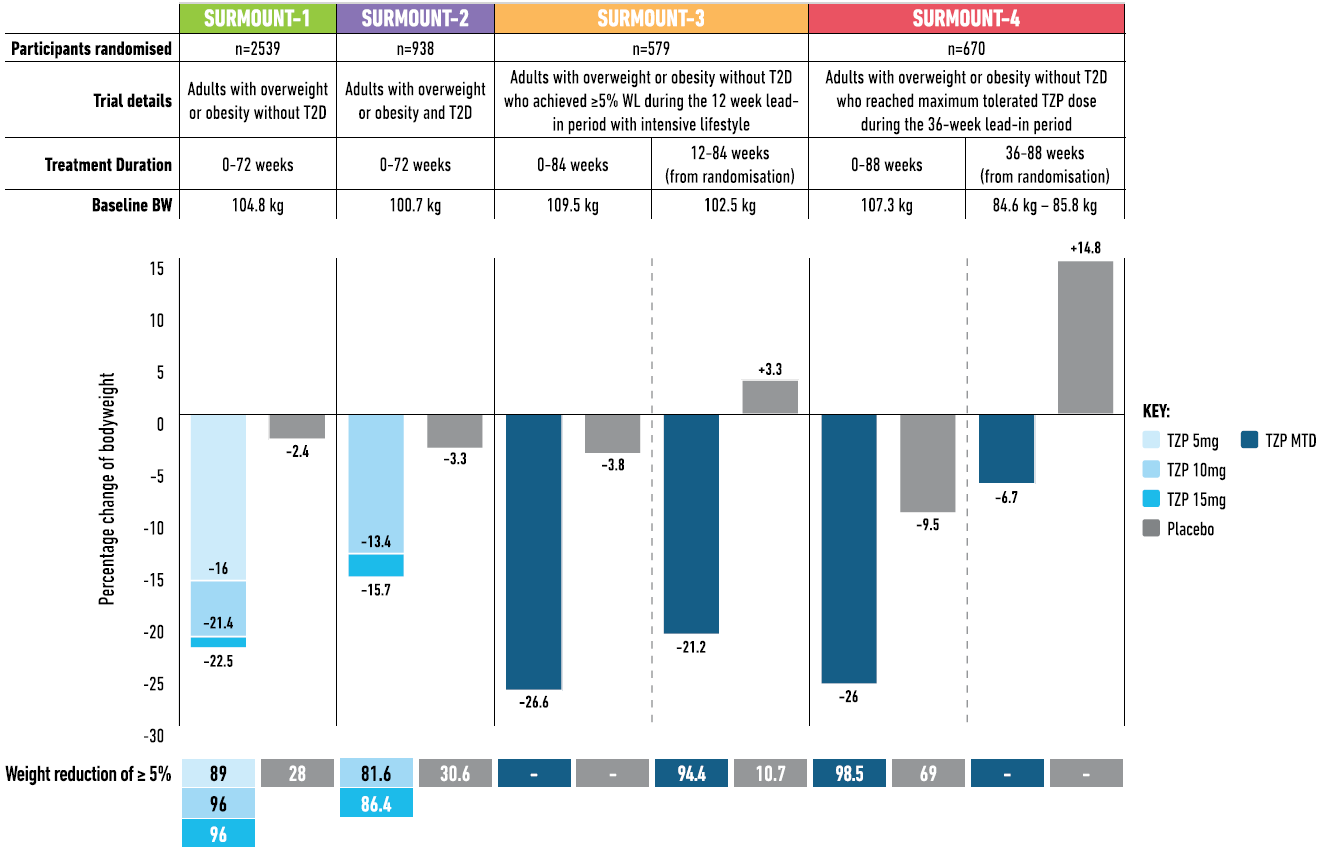 SURMOUNT-1 SURMOUNT-2 SURMOUNT-3 SURMOUNT-4
Participants randomised n=2539 n=938 n=579 n=670
Trial details
Adults with overweight
or obesity without T2D
Adults with overweight
or obesity and T2D
Adults with overweight or obesity without T2D
who achieved ≥5% WL during the 12 week lead-
in period with intensive lifestyle
Adults with overweight or obesity without T2D
who reached maximum tolerated TZP dose
during the 36-week lead-in period
Treatment Duration
0-72 weeks
0-72 weeks
0-84 weeks
12-84 weeks
(from randomisation)
0-88 weeks
36-88 weeks
(from randomisation)
Baseline BW 104.8 kg 100.7 kg 109.5 kg 102.5 kg 107.3 kg 84.6 kg – 85.8 kg
Percentage change of bodyweight
15
10
5
0
-5
-10
-15
-20
-25
-30
-16
-21.4
-22.5
-2.4
-13.4
-15.7
-3.3
-26.6
-3.8
-21.2
+3.3
-26
-9.5
-6.7
+14.8
KEY:
TZP 5mg TZP MTD
TZP 10mg
TZP 15mg
Placebo
Weight reduction of ≥ 5% 89 28 81.6 30.6 - - 94.4 10.7 98.5 69 - -
96 86.4
96